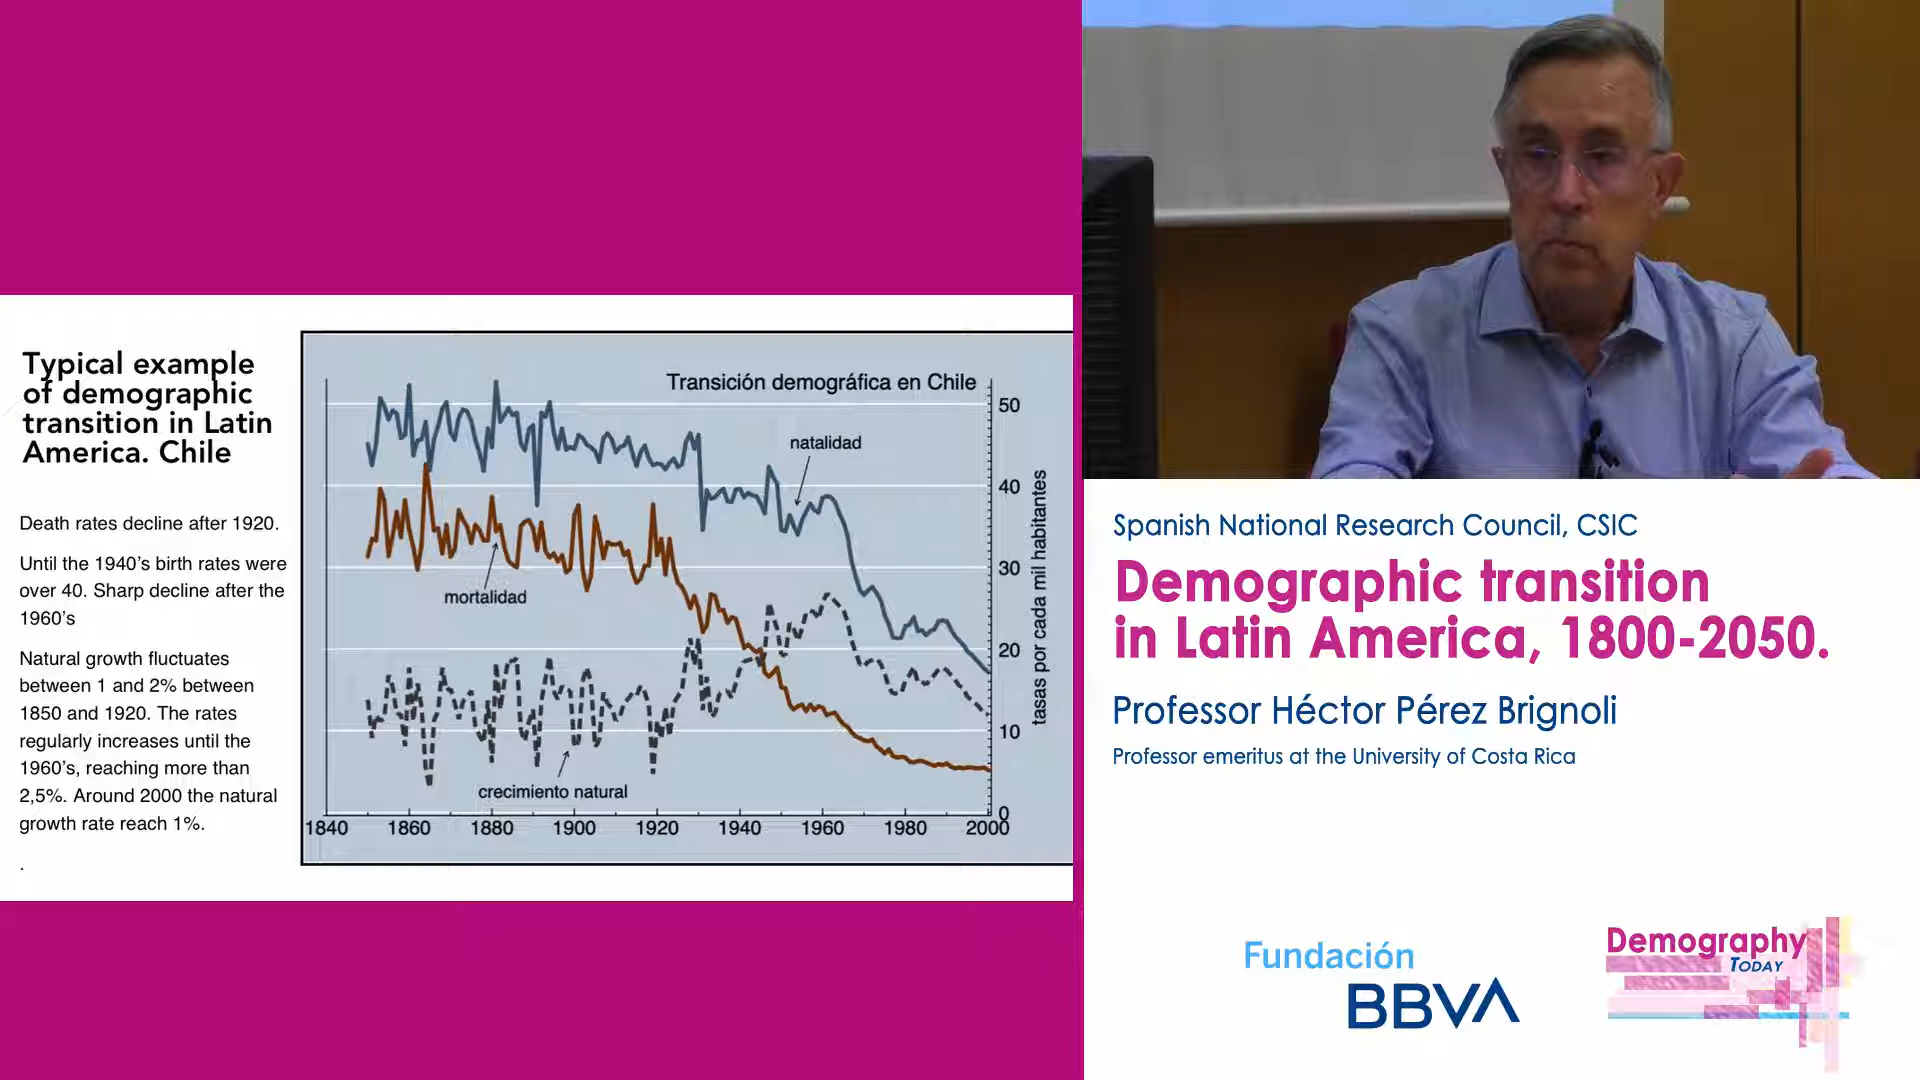 Typical example
of demographic
transition in Latin
America. Chile
Death rates decline after 1920.
Until the 1940’s birth rates were
over 40. Sharp decline after the
1960’s
Natural growth fluctuates
between 1 and 2% between
1850 and 1920. The rates
regularly increases until the
1960’s, reaching more than
2,5%. Around 2000 the natural
growth rate reach 1%.
.
Transición demográfica en Chile
natalidad
mortalidad
crecimiento natural
50
40
30
20
10
0
tasas por cada mil habitantes
1840 1860 1880 1900 1920 1940 1960 1980 2000
Spanish National Research Council, CSIC
Demographic transition
in Latin America, 1800-2050.
Professor Héctor Pérez Brignoli
Professor emeritus at the University of Costa Rica
Fundación
BBVA
Demography
TODAY